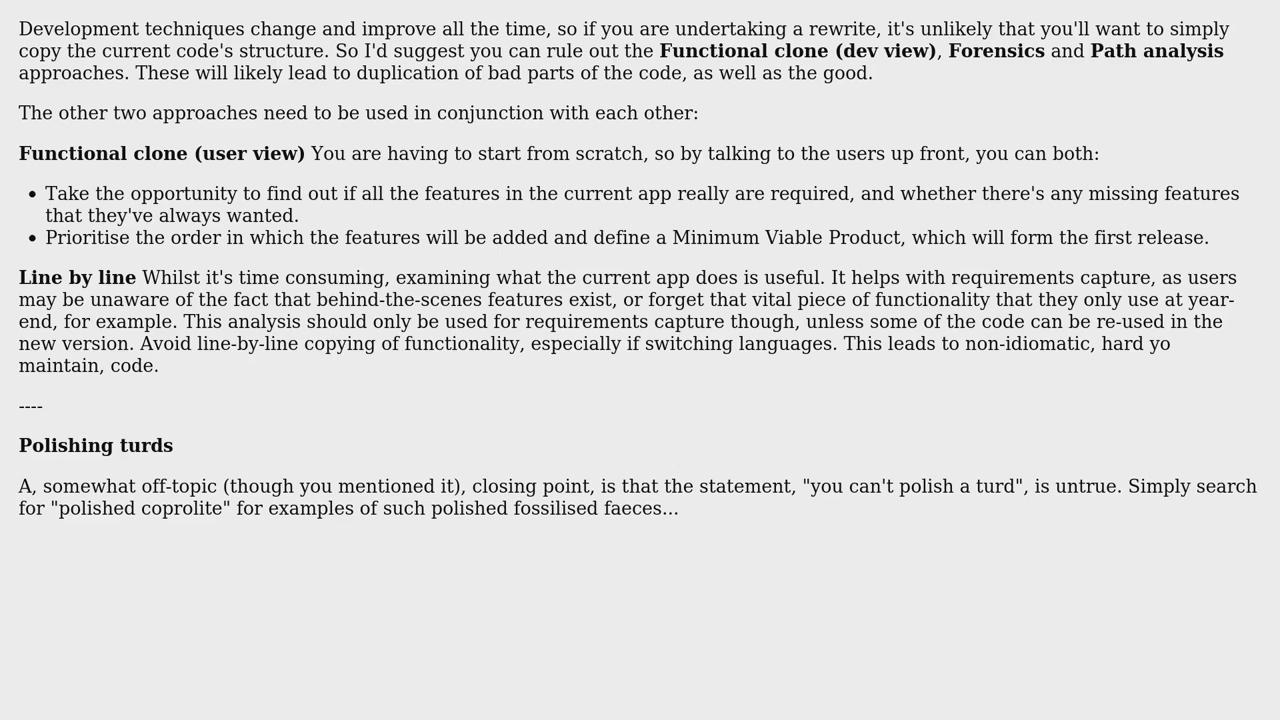 Development techniques change and improve all the time, so if you are undertaking a rewrite, it's unlikely that you'll want to simply
copy the current code's structure. So I'd suggest you can rule out the Functional clone (dev view), Forensics and Path analysis
approaches. These will likely lead to duplication of bad parts of the code, as well as the good.
The other two approaches need to be used in conjunction with each other:
Functional clone (user view) You are having to start from scratch, so by talking to the users up front, you can both:
• Take the opportunity to find out if all the features in the current app really are required, and whether there's any missing features
that they've always wanted.
• Prioritise the order in which the features will be added and define a Minimum Viable Product, which will form the first release.
Line by line Whilst it's time consuming, examining what the current app does is useful. It helps with requirements capture, as users
may be unaware of the fact that behind-the-scenes features exist, or forget that vital piece of functionality that they only use at year-
end, for example. This analysis should only be used for requirements capture though, unless some of the code can be re-used in the
new version. Avoid line-by-line copying of functionality, especially if switching languages. This leads to non-idiomatic, hard yo
maintain, code.
----
Polishing turds
A, somewhat off-topic (though you mentioned it), closing point, is that the statement, "you can't polish a turd", is untrue. Simply search
for "polished coprolite" for examples of such polished fossilised faeces...